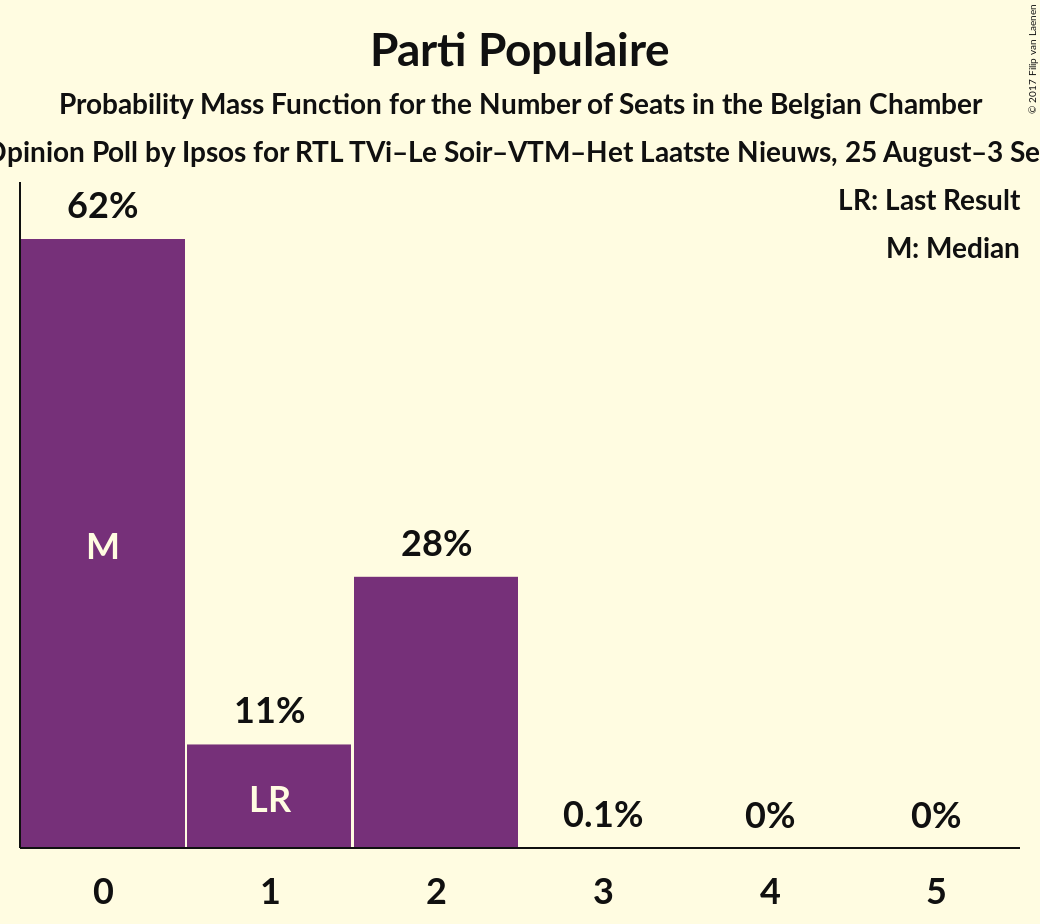 Parti Populaire
Probability Mass Function for the Number of Seats in the Belgian Chamber
Opinion Poll by Ipsos for RTL TVi–Le Soir–VTM–Het Laatste Nieuws, 25 August–3 Se
© 2017 Filip van Laenen
LR: Last Result
M: Median
62%
M
28%
11%
LR
0.1%
0%
0%
0
1
2
3
4
5